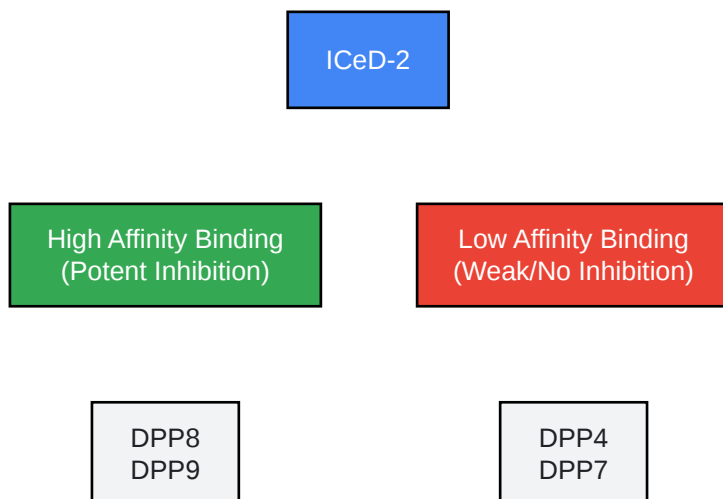 ICeD-2
High Affinity Binding
(Potent Inhibition)
Low Affinity Binding
(Weak/No Inhibition)
DPP8
DPP9
DPP4
DPP7